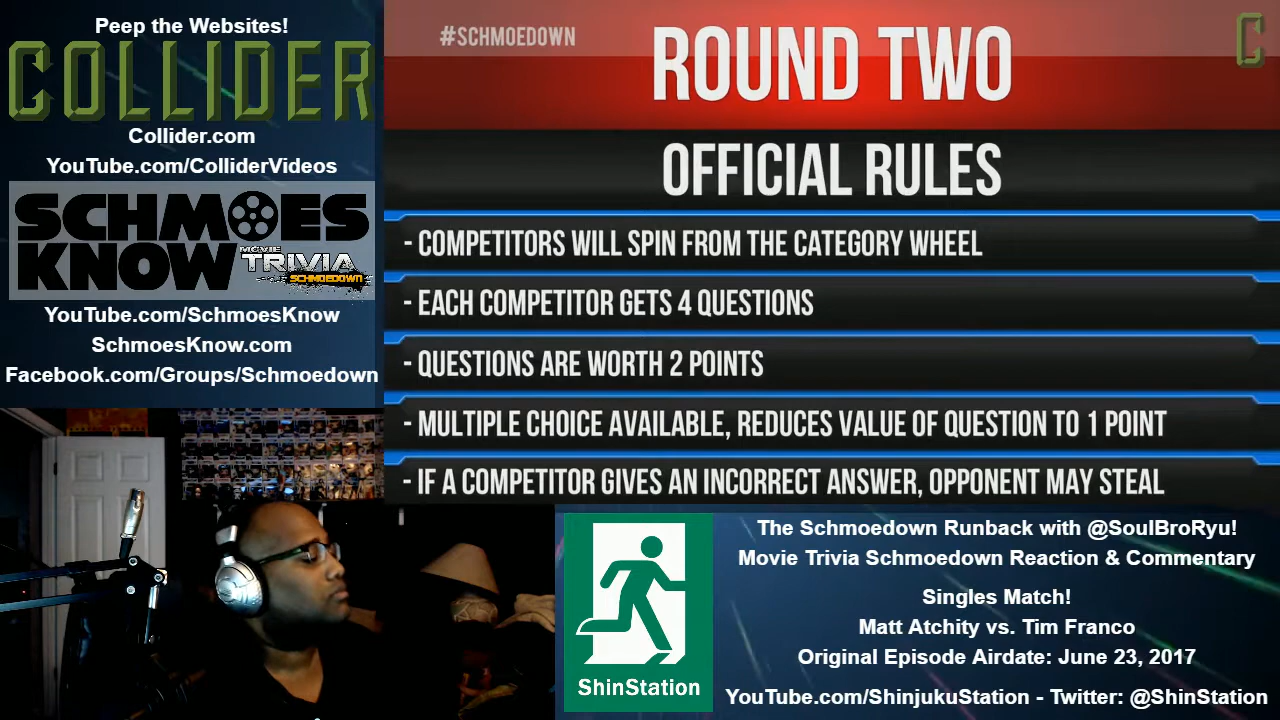 Peep the Websites!
COLLIDER
Collider.com
YouTube.com/ColliderVideos
SCHMOES
KNOW
MOVIE
TRIVIA
SCHMOEDOWN
YouTube.com/SchmoesKnow
SchmoesKnow.com
Facebook.com/Groups/Schmoedown
#SCHMOEDOWN
C
ROUND TWO
OFFICIAL RULES
- COMPETITORS WILL SPIN FROM THE CATEGORY WHEEL
- EACH COMPETITOR GETS 4 QUESTIONS
- QUESTIONS ARE WORTH 2 POINTS
- MULTIPLE CHOICE AVAILABLE, REDUCES VALUE OF QUESTION TO 1 POINT
- IF A COMPETITOR GIVES AN INCORRECT ANSWER, OPPONENT MAY STEAL
ShinStation
The Schmoedown Runback with @SoulBroRyu!
Movie Trivia Schmoedown Reaction & Commentary
Singles Match!
Matt Atchity vs. Tim Franco
Original Episode Airdate: June 23, 2017
YouTube.com/ShinjukuStation - Twitter: @ShinStation